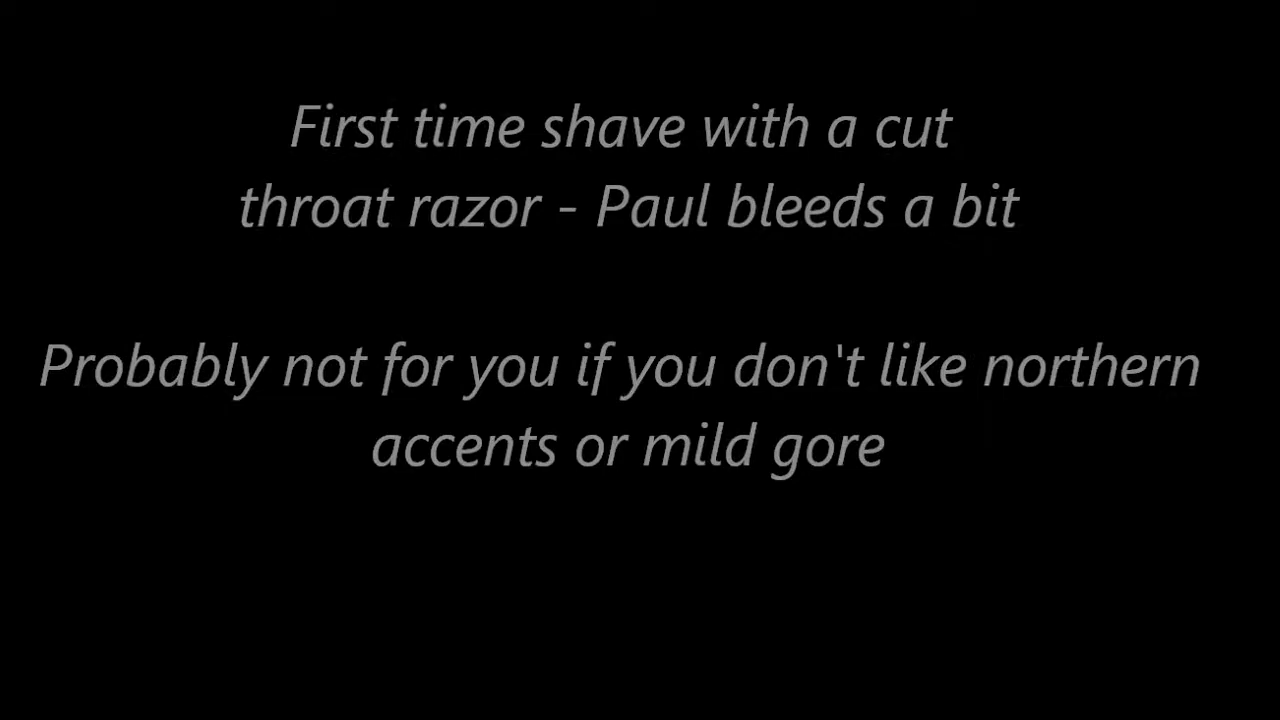 First time shave with a cut
throat razor - Paul bleeds a bit
Probably not for you if you don't like northern
accents or mild gore